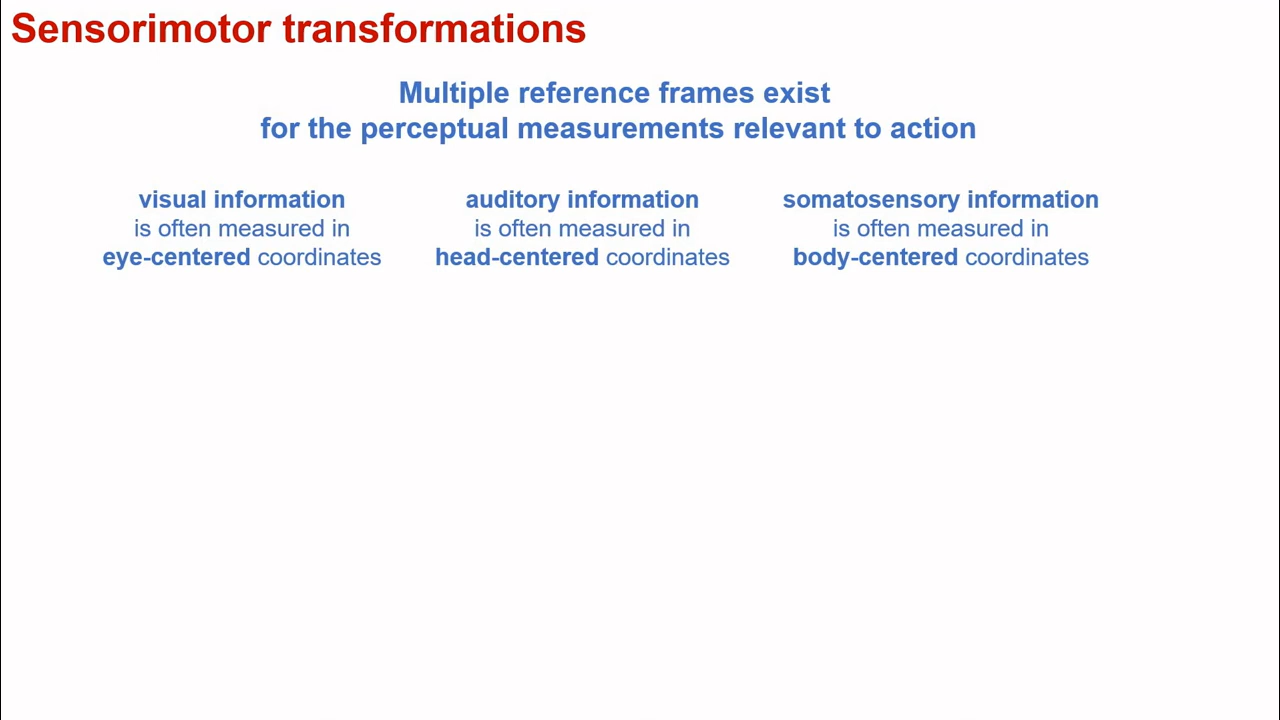 Sensorimotor transformations
Multiple reference frames exist
for the perceptual measurements relevant to action
visual information
is often measured in
eye-centered coordinates
auditory information
is often measured in
head-centered coordinates
somatosensory information
is often measured in
body-centered coordinates